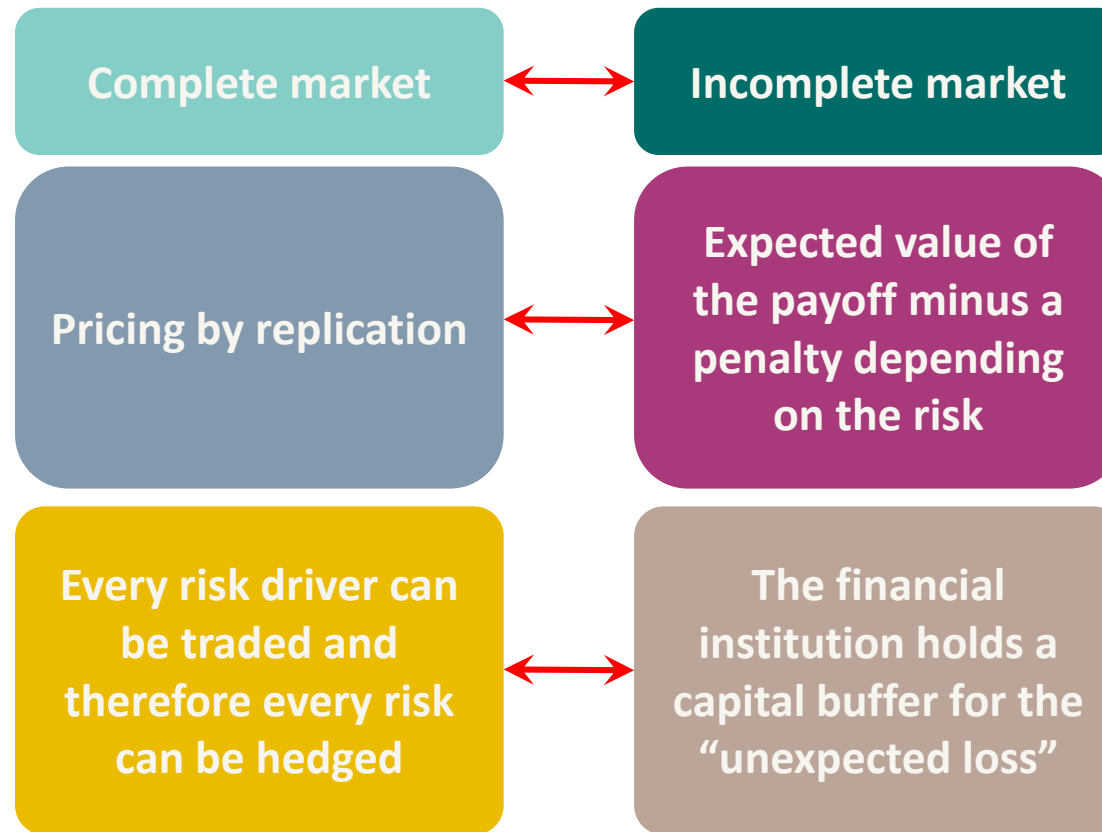 Complete market
Incomplete market
Pricing by replication
Expected value of
the payoff minus a
penalty depending
on the risk
Every risk driver can
be traded and
therefore every risk
can be hedged
The financial
institution holds a
capital buffer for the
“unexpected loss”